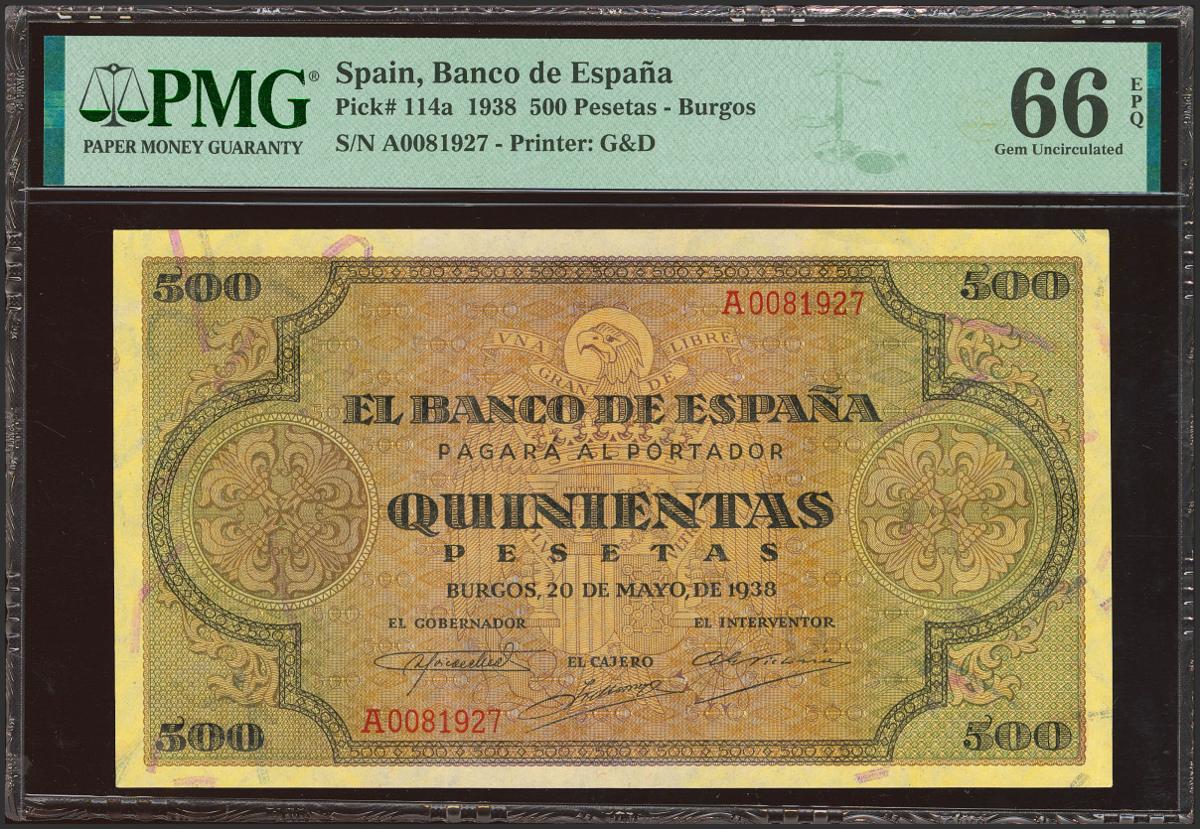 PMG®
PAPER MONEY GUARANTY
Spain, Banco de España
Pick# 114a 1938 500 Pesetas - Burgos
S/N A0081927 - Printer: G&D
66 EPQ
Gem Uncirculated
500 500
A0081927
VNA GRANDE LIBRE
EL BANCO DE ESPAÑA
PAGARÁ AL PORTADOR
QUINIENTAS
PESETAS
BURGOS, 20 DE MAYO, DE 1938
EL GOBERNADOR EL INTERVENTOR
EL CAJERO
A0081927
500 500